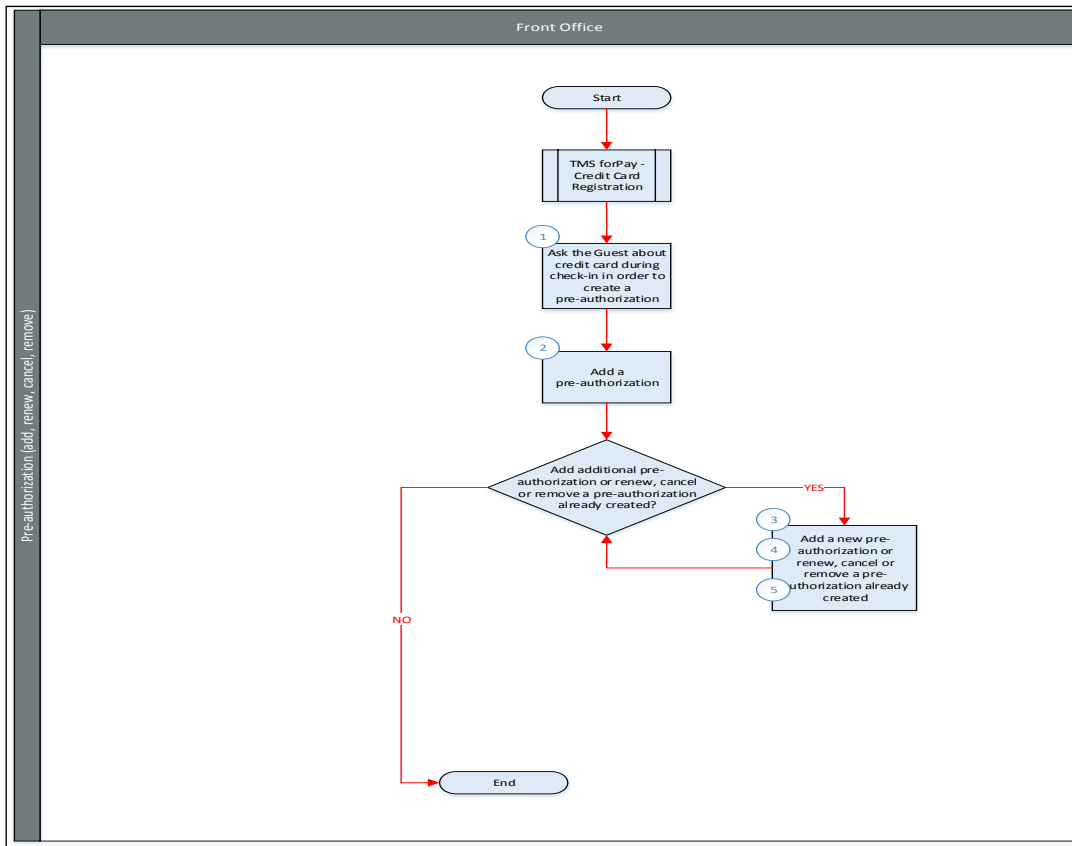 Front Office
Pre-authorization (add, renew, cancel, remove)
Start
TMS forPay -
Credit Card
Registration
1
Ask the Guest about
credit card during
check-in in order to
create a
pre-authorization
2
Add a
pre-authorization
Add additional pre-
authorization or renew, cancel
or remove a pre-authorization
already created?
YES
3
4
5
Add a new pre-
authorization or
renew, cancel or
remove a pre-
uthorization already
created
NO
End